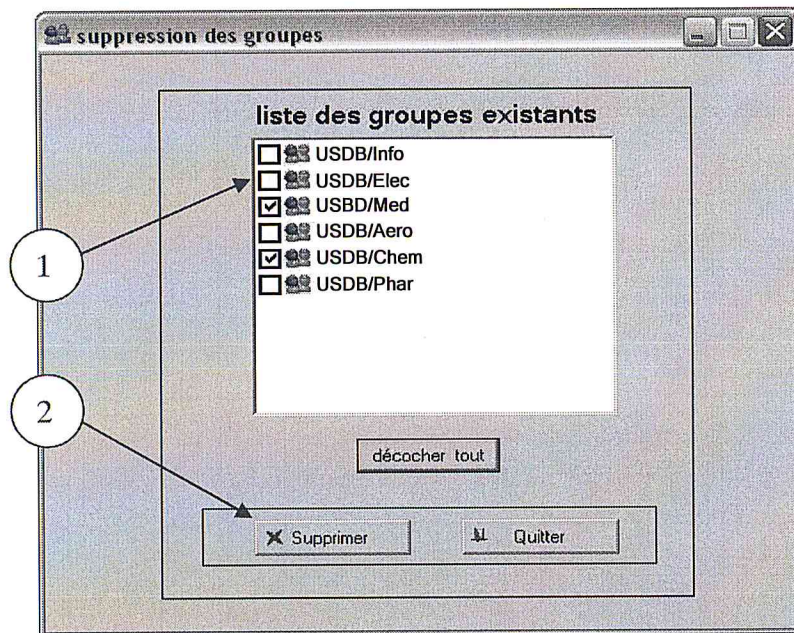 suppression des groupes
liste des groupes existants
USDB/Info
USDB/Elec
USBD/Med
USDB/Aero
USDB/Chem
USDB/Phar
1
2
décocher tout
Supprimer
Quitter